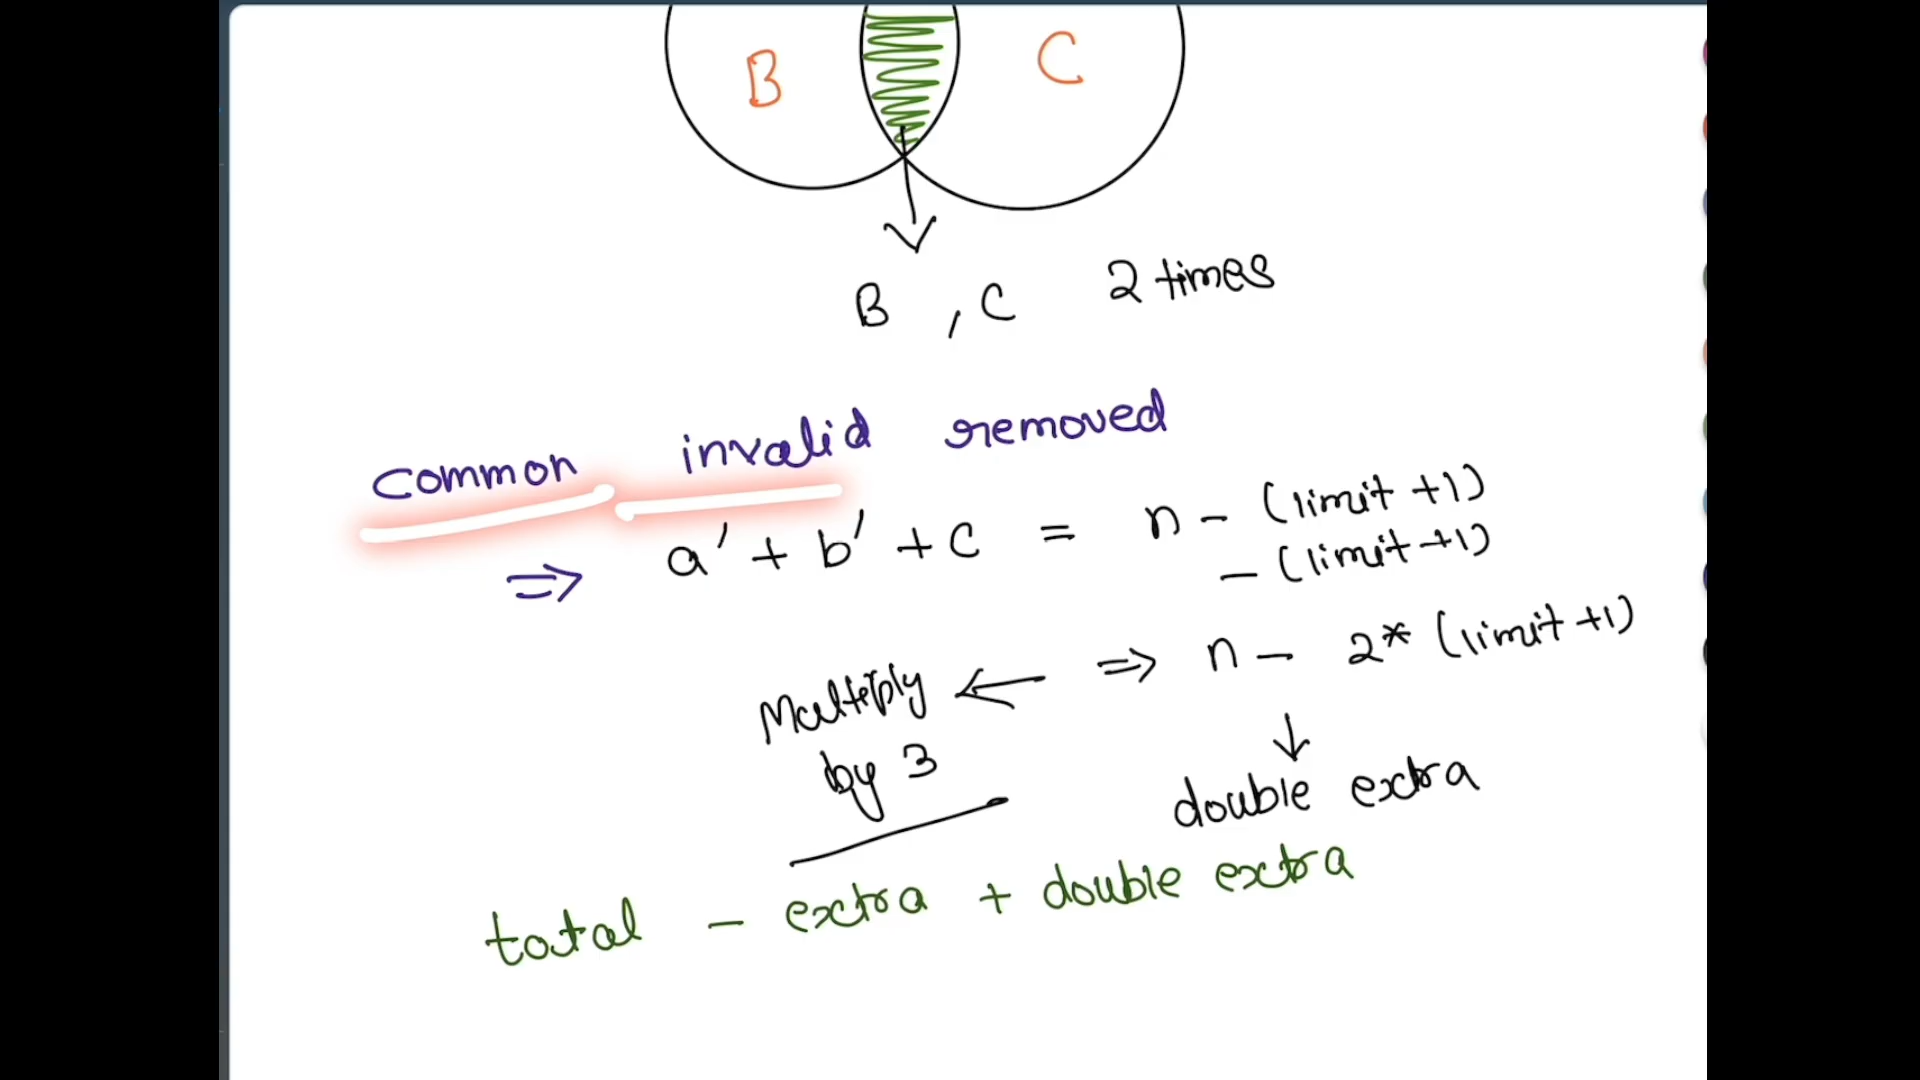 B C
B , C 2 times
common invalid removed
⇒ a' + b' + c = n - (limit +1)
- (limit +1)
Multiply ← ⇒ n - 2* (limit +1)
by 3 ↓
double extra
total - extra + double extra